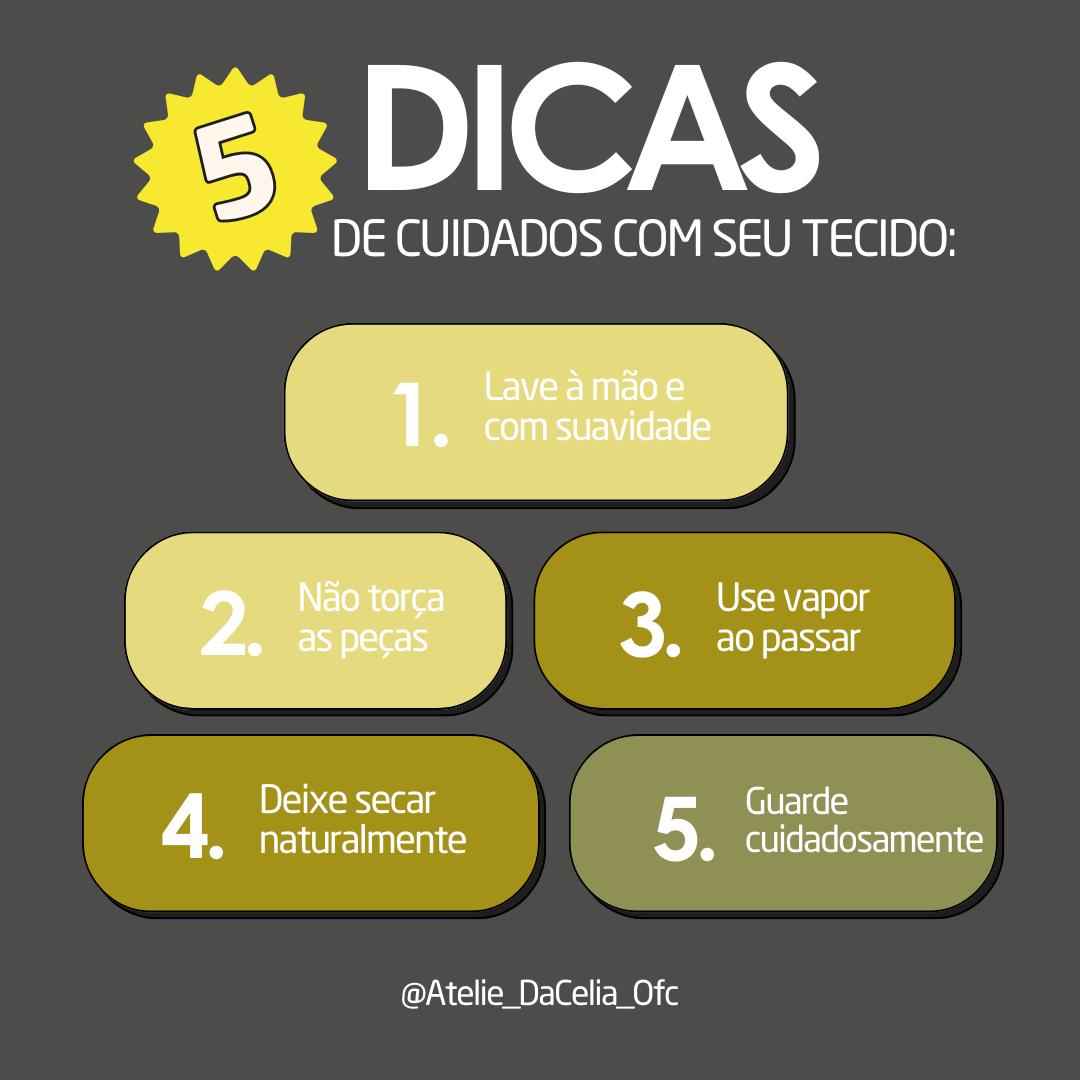 5
DICAS
DE CUIDADOS COM SEU TECIDO:
1.
Lave à mão e
com suavidade
2.
Não torça
as peças
3.
Use vapor
ao passar
4.
Deixe secar
naturalmente
5.
Guarde
cuidadosamente
@Atelie_DaCelia_Ofc